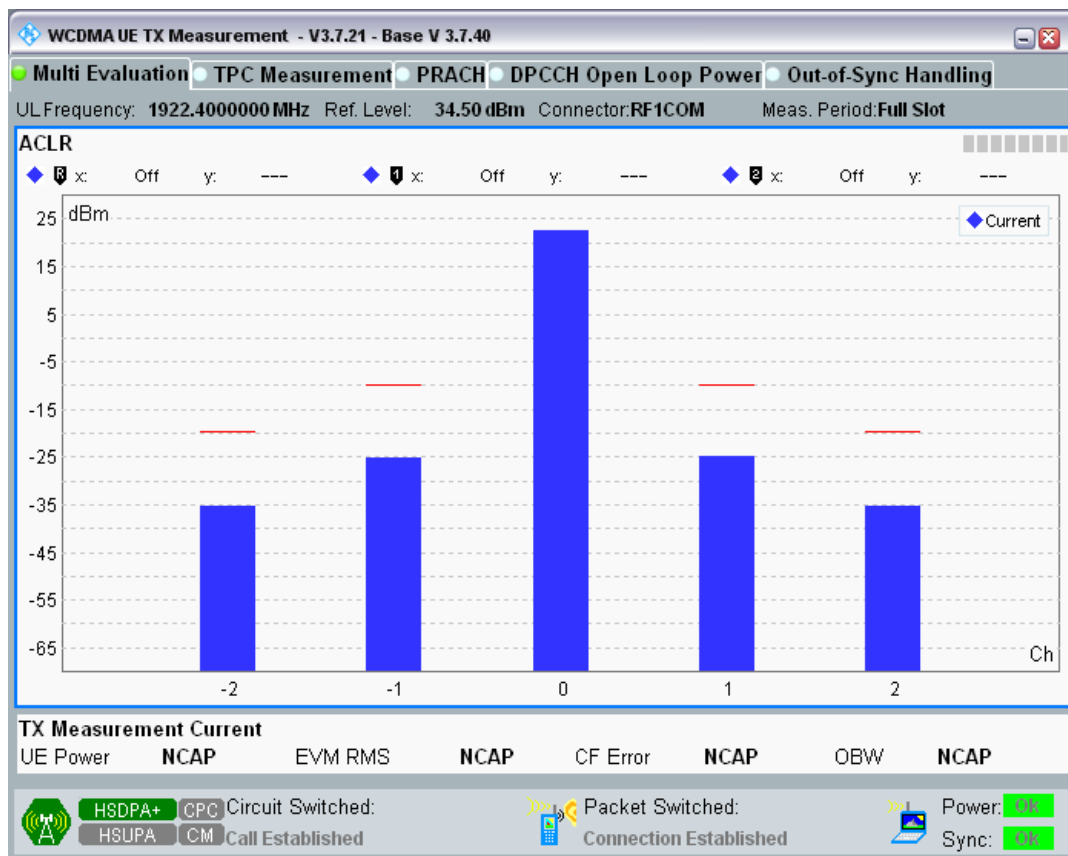 WCDMA UE TX Measurement - V3.7.21 - Base V 3.7.40
Multi Evaluation TPC Measurement PRACH DPCCH Open Loop Power Out-of-Sync Handling
UL Frequency: 1922.4000000 MHz Ref. Level: 34.50 dBm Connector:RF1COM Meas. Period:Full Slot
ACLR
R x: Off y: --- 1 x: Off y: --- 2 x: Off y: ---
dBm
Current
25
15
5
-5
-15
-25
-35
-45
-55
-65
Ch
-2 -1 0 1 2
TX Measurement Current
UE Power NCAP EVM RMS NCAP CF Error NCAP OBW NCAP
HSDPA+ CPC Circuit Switched: Packet Switched: Power: OK
HSUPA CM Call Established Connection Established Sync: OK